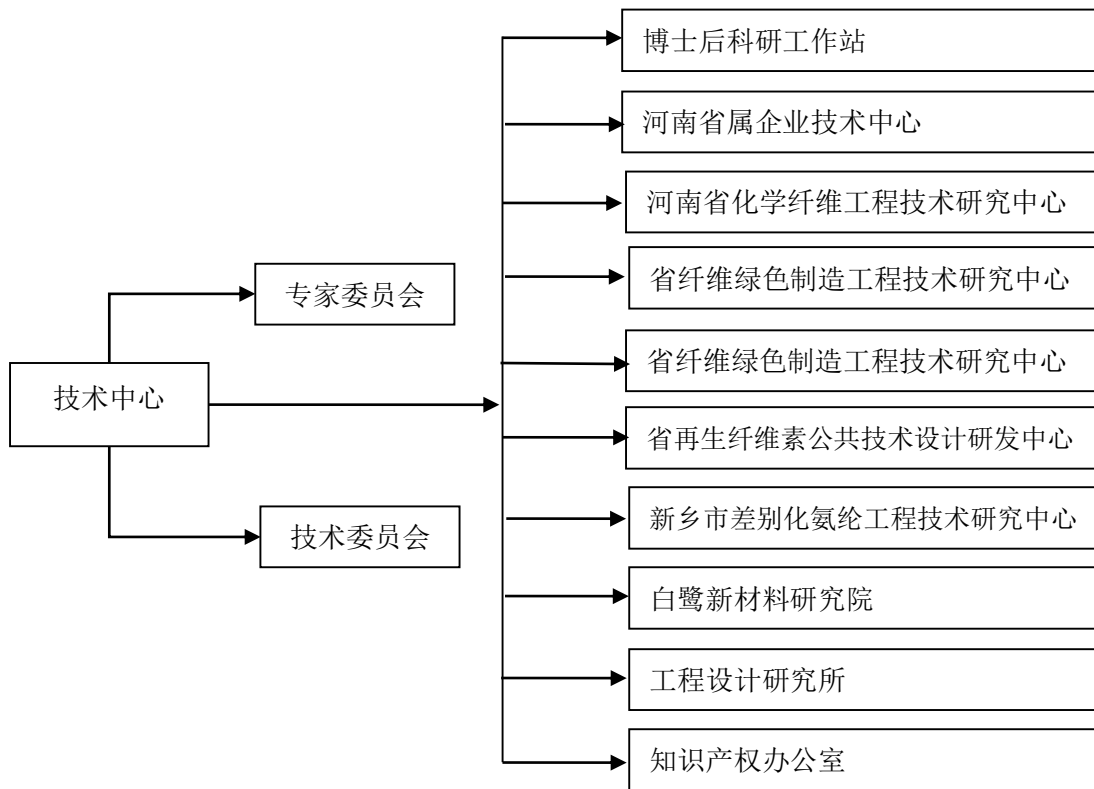 博士后科研工作站
河南省属企业技术中心
河南省化学纤维工程技术研究中心
省纤维绿色制造工程技术研究中心
专家委员会
省纤维绿色制造工程技术研究中心
技术中心
省再生纤维素公共技术设计研发中心
新乡市差别化氨纶工程技术研究中心
技术委员会
白鹭新材料研究院
工程设计研究所
知识产权办公室